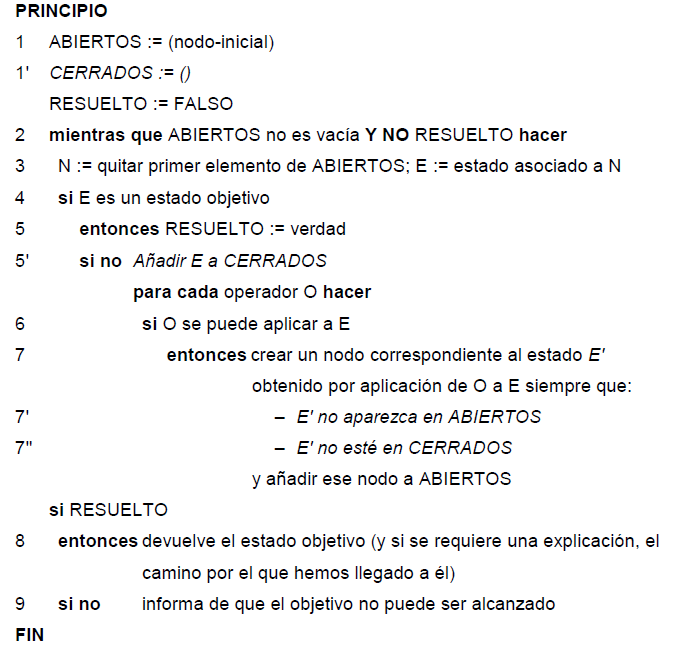 PRINCIPIO
1 ABIERTOS := (nodo-inicial)
1' CERRADOS := ()
RESUELTO := FALSO
2 mientras que ABIERTOS no es vacía Y NO RESUELTO hacer
3 N := quitar primer elemento de ABIERTOS; E := estado asociado a N
4 si E es un estado objetivo
5 entonces RESUELTO := verdad
5' si no Añadir E a CERRADOS
para cada operador O hacer
6 si O se puede aplicar a E
7 entonces crear un nodo correspondiente al estado E'
obtenido por aplicación de O a E siempre que:
7' – E' no aparezca en ABIERTOS
7'' – E' no esté en CERRADOS
y añadir ese nodo a ABIERTOS
si RESUELTO
8 entonces devuelve el estado objetivo (y si se requiere una explicación, el
camino por el que hemos llegado a él)
9 si no informa de que el objetivo no puede ser alcanzado
FIN